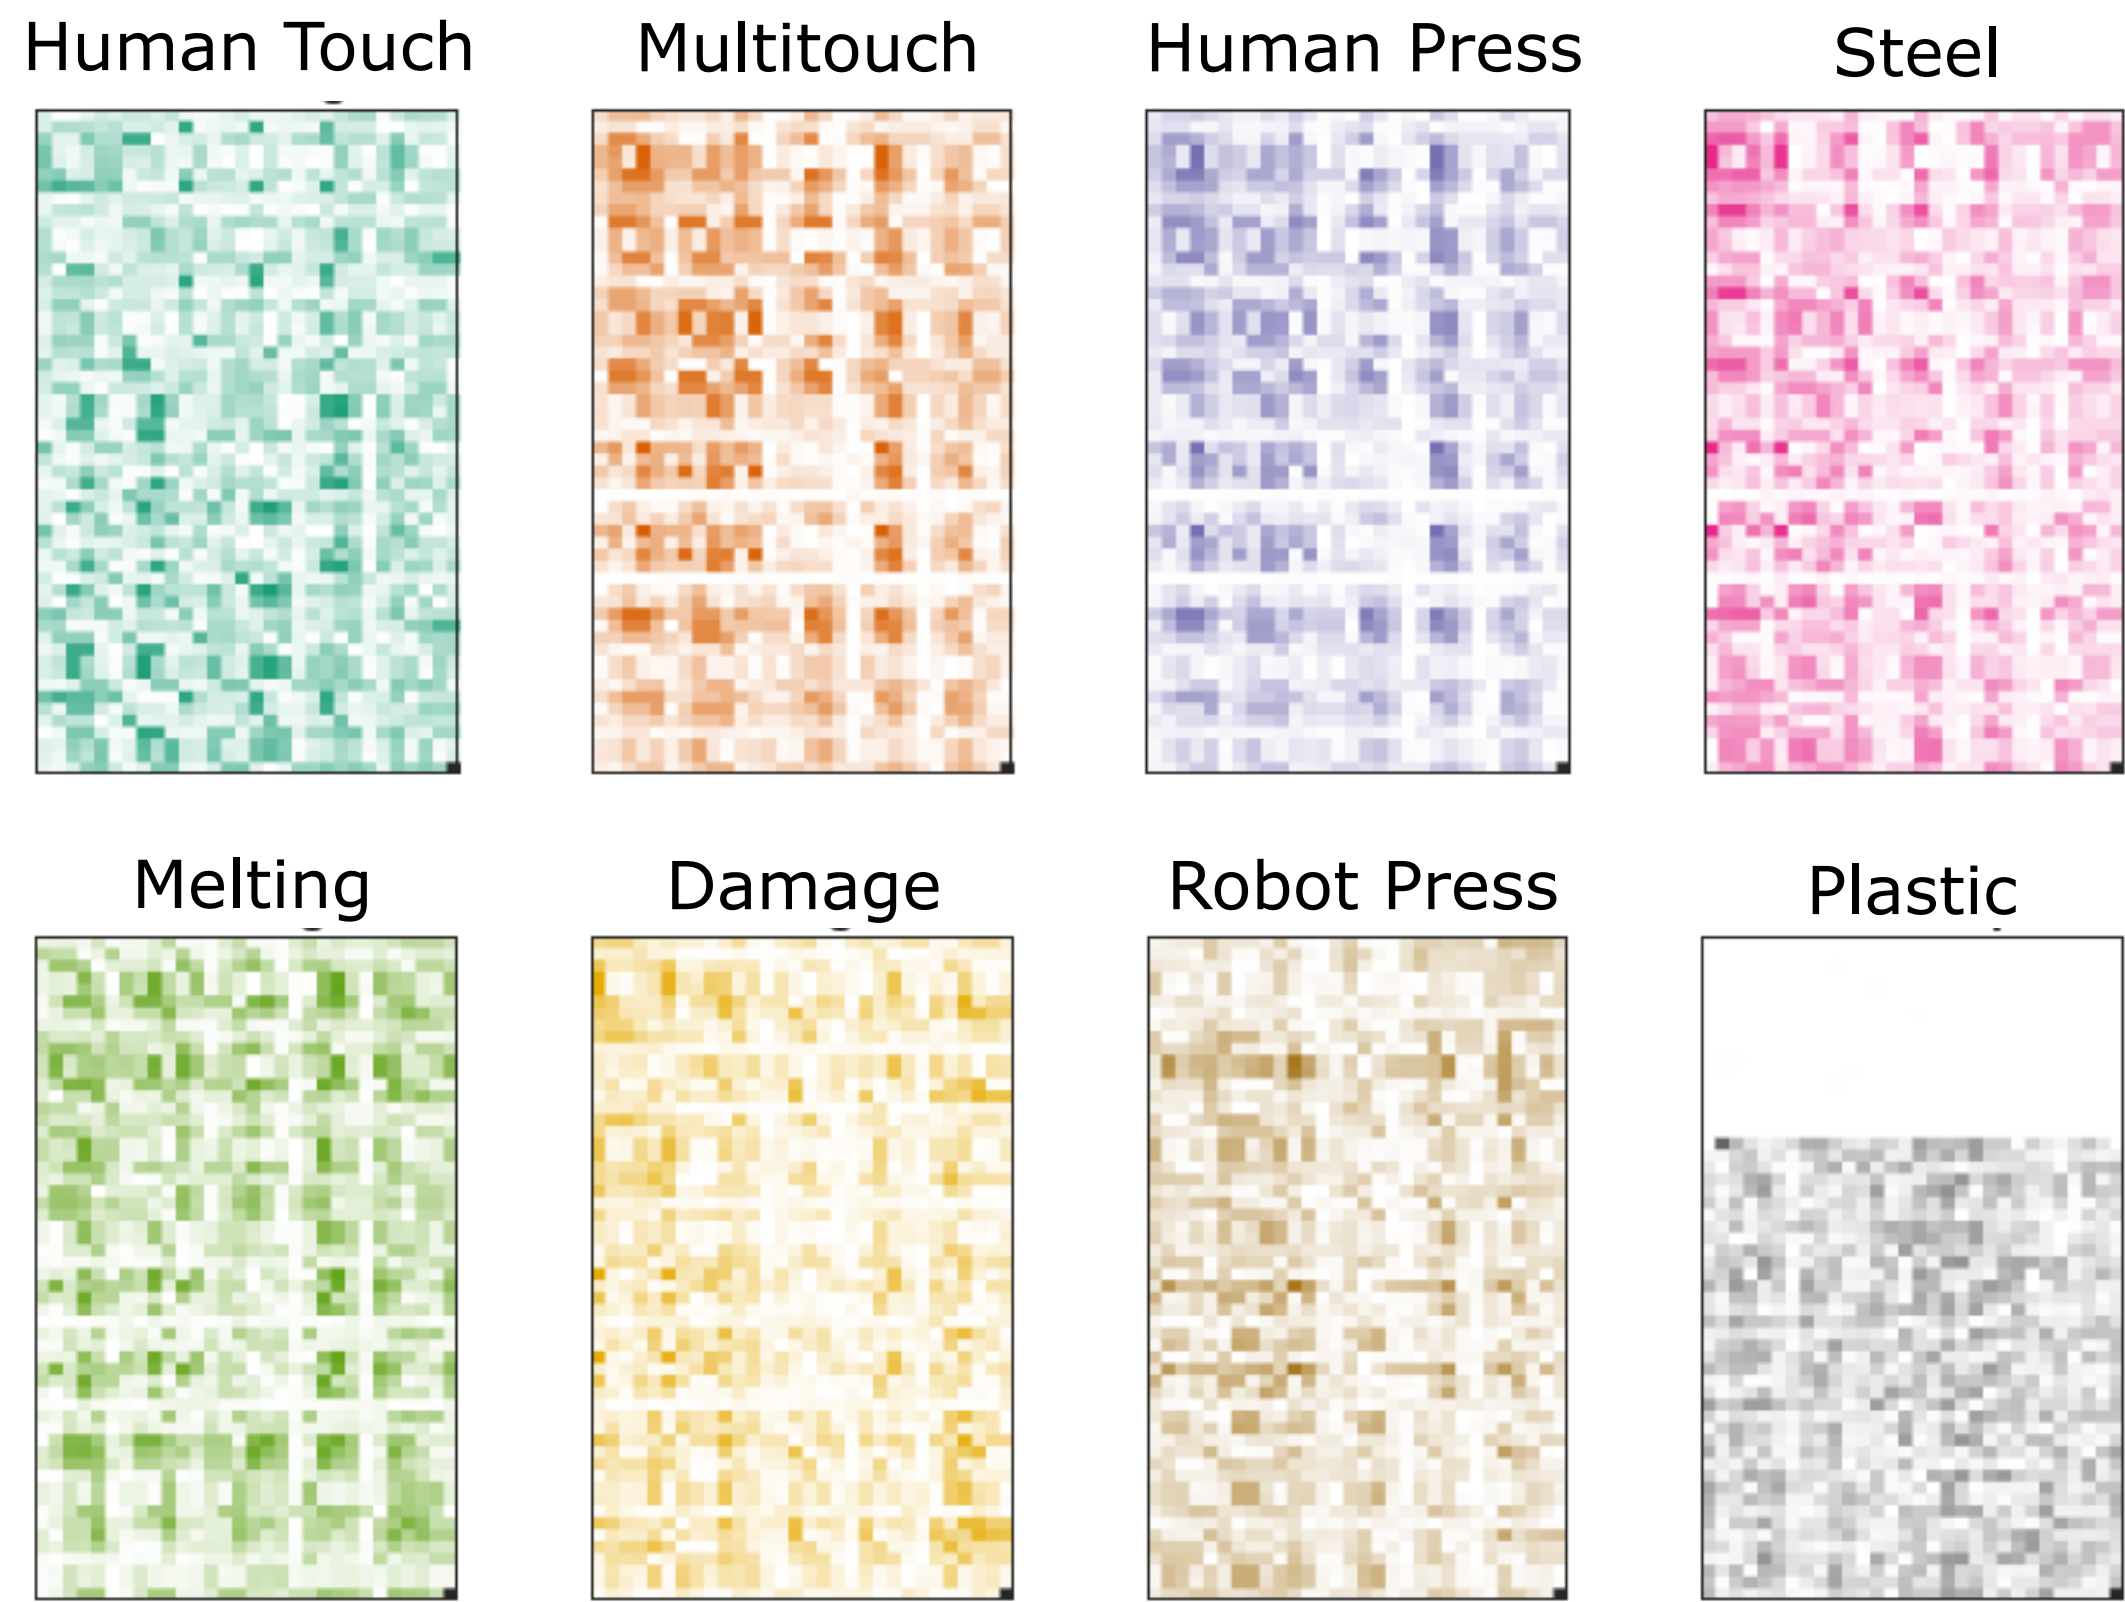 Human Touch
Multitouch
Human Press
Steel
Melting
Damage
Robot Press
Plastic